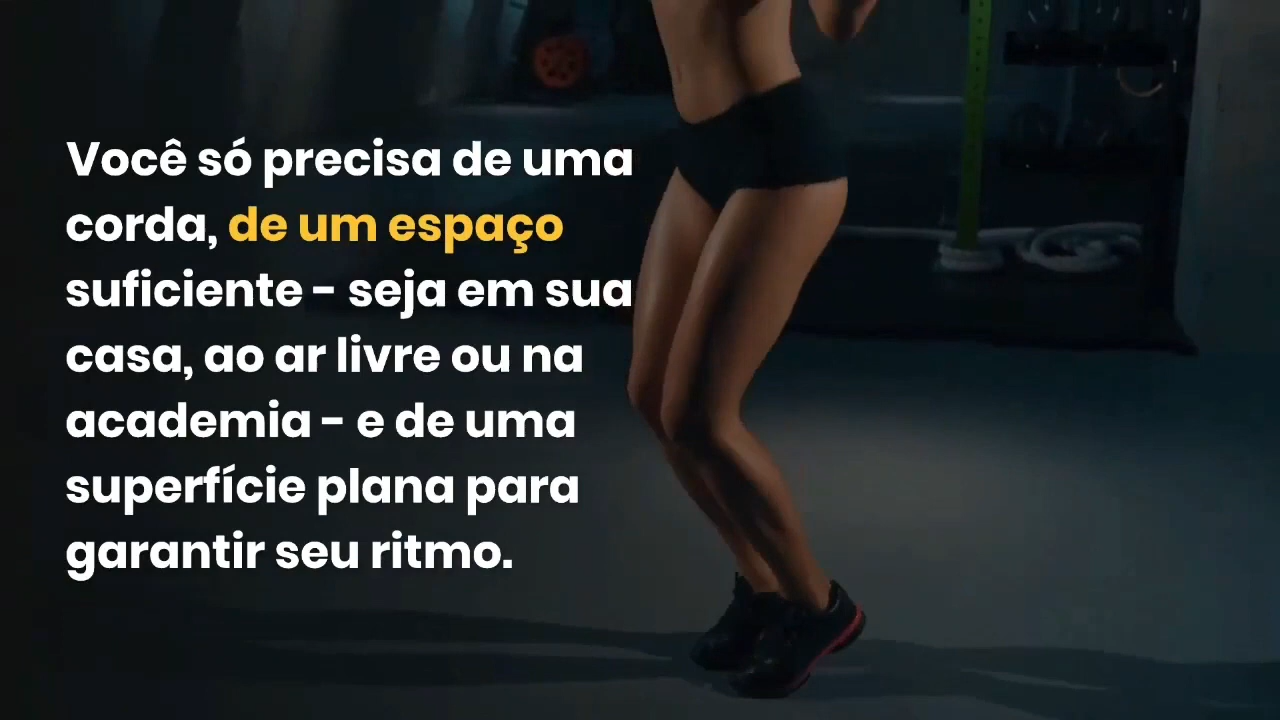 Você só precisa de uma
corda, de um espaço
suficiente - seja em sua
casa, ao ar livre ou na
academia - e de uma
superfície plana para
garantir seu ritmo.